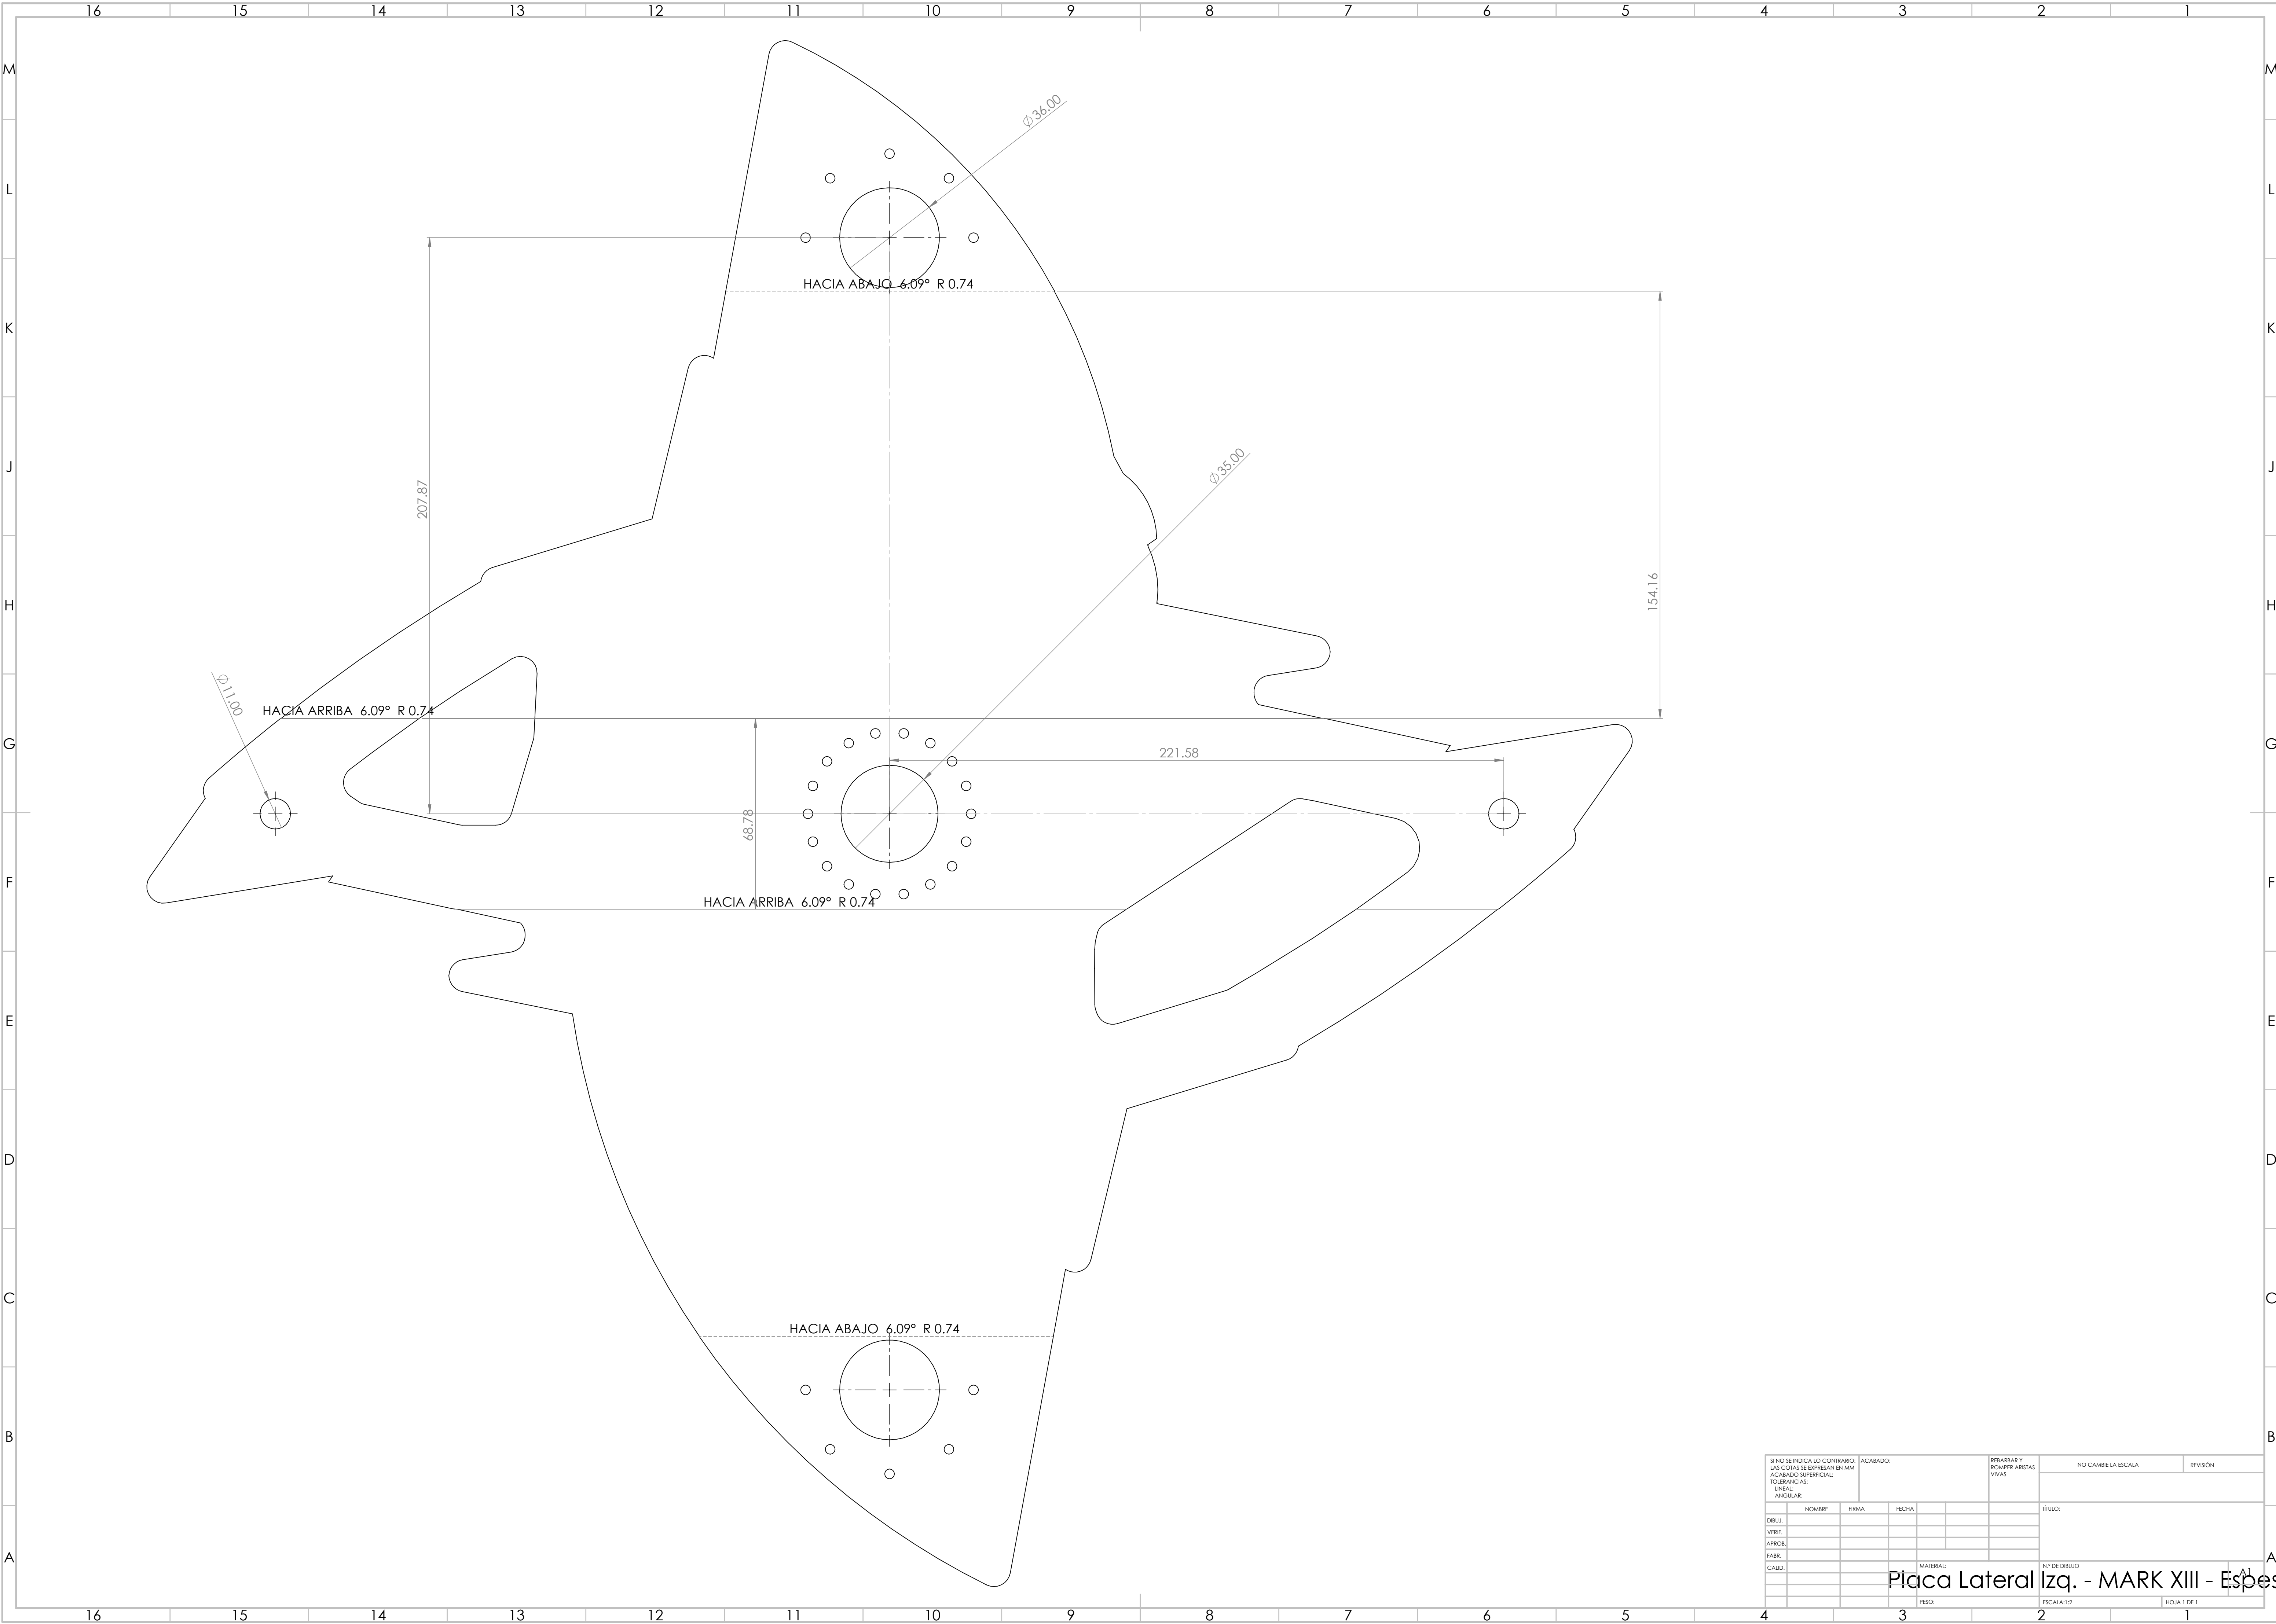 16 15 14 13 12 11 10 9 8 7 6 5 4 3 2 1
M M
Ø 36.00
L L
HACIA ABAJO 6.09° R 0.74
K K
Ø 35.00
J J
207.87
154.16
H H
Ø 11.00
HACIA ARRIBA 6.09° R 0.74
G G
221.58
68.78
F F
HACIA ARRIBA 6.09° R 0.74
E E
D D
C C
HACIA ABAJO 6.09° R 0.74
B B
SI NO SE INDICA LO CONTRARIO:
LAS COTAS SE EXPRESAN EN MM
ACABADO SUPERFICIAL:
TOLERANCIAS:
LINEAL:
ANGULAR:
ACABADO:
REBARBAR Y
ROMPER ARISTAS
VIVAS
NO CAMBIE LA ESCALA
REVISIÓN
NOMBRE FIRMA FECHA
TÍTULO:
DIBUJ.
VERIF.
APROB.
FABR.
A A
CALID.
MATERIAL:
N.º DE DIBUJO
A1
Placa Lateral Izq. - MARK XIII - Espes
PESO:
ESCALA:1:2
HOJA 1 DE 1
16 15 14 13 12 11 10 9 8 7 6 5 4 3 2 1